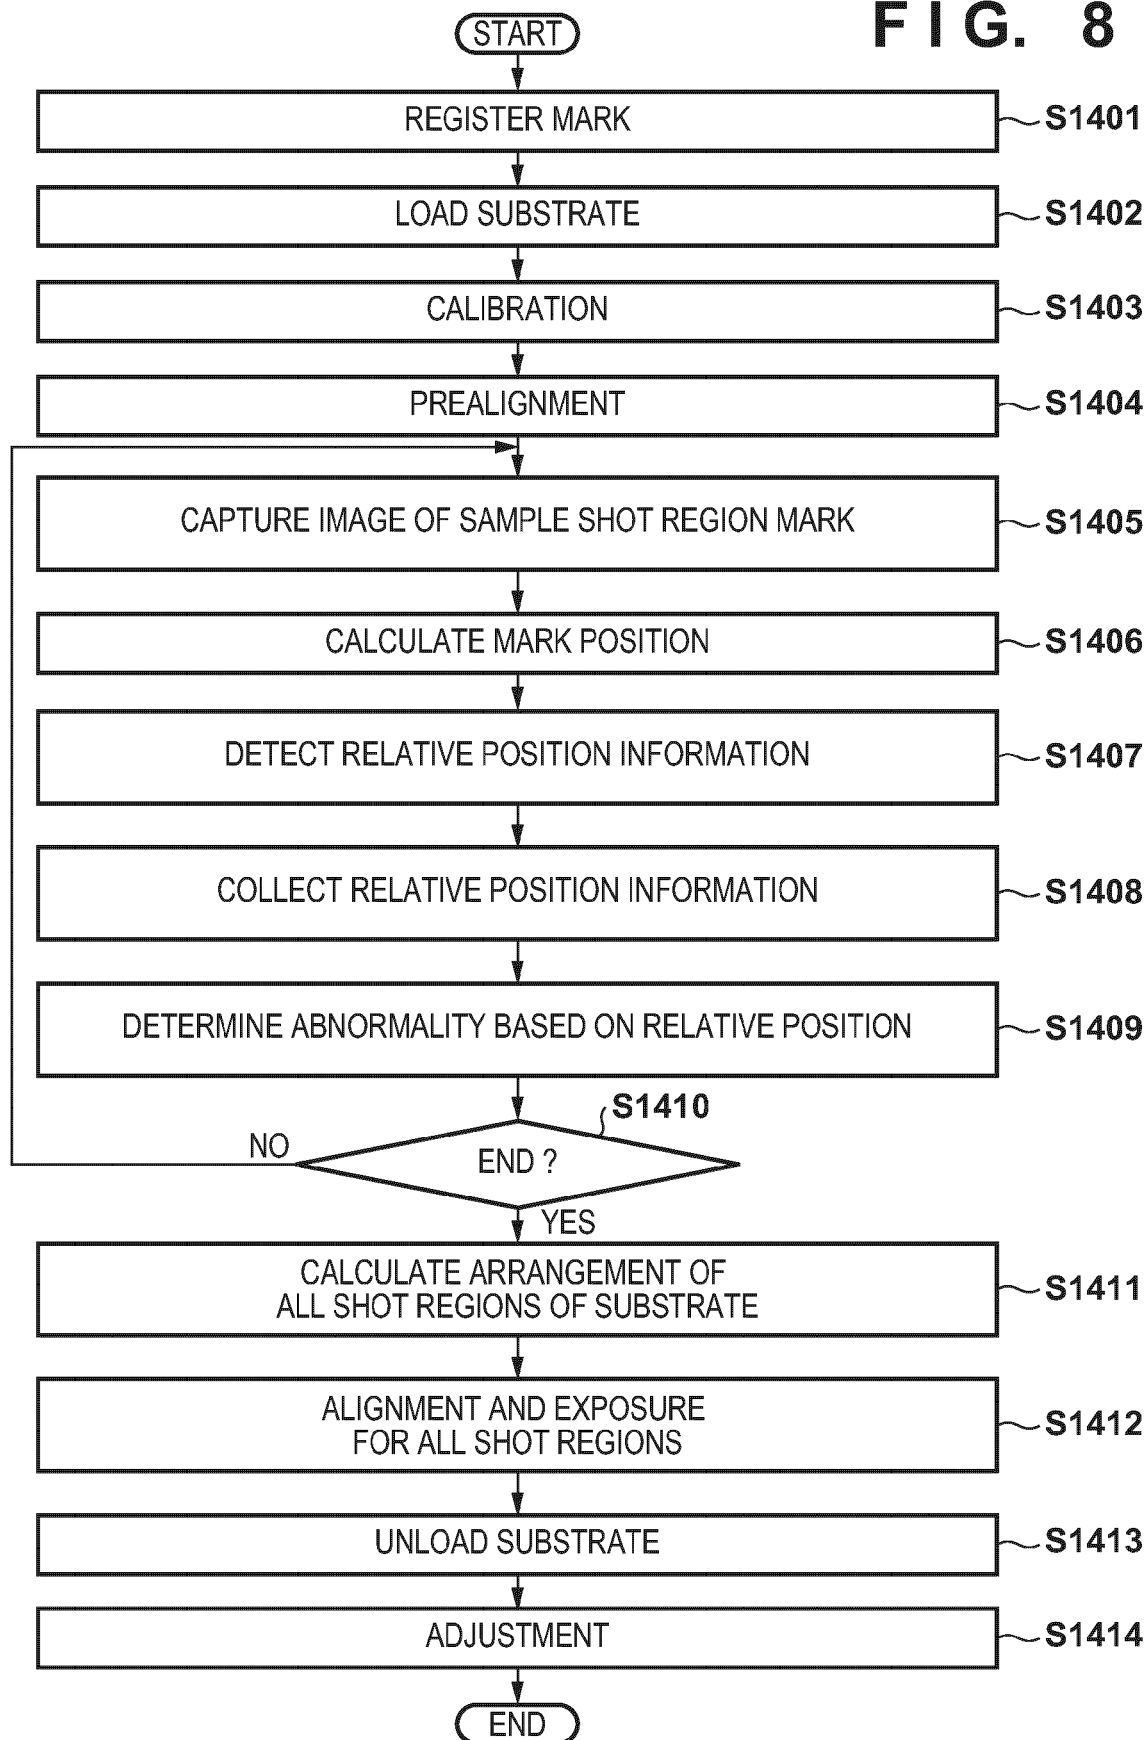 FIG. 8
START
REGISTER MARK
S1401
LOAD SUBSTRATE
S1402
CALIBRATION
S1403
PREALIGNMENT
S1404
CAPTURE IMAGE OF SAMPLE SHOT REGION MARK
S1405
CALCULATE MARK POSITION
S1406
DETECT RELATIVE POSITION INFORMATION
S1407
COLLECT RELATIVE POSITION INFORMATION
S1408
DETERMINE ABNORMALITY BASED ON RELATIVE POSITION
S1409
S1410
NO
END ?
YES
CALCULATE ARRANGEMENT OF
ALL SHOT REGIONS OF SUBSTRATE
S1411
ALIGNMENT AND EXPOSURE
FOR ALL SHOT REGIONS
S1412
UNLOAD SUBSTRATE
S1413
ADJUSTMENT
S1414
END